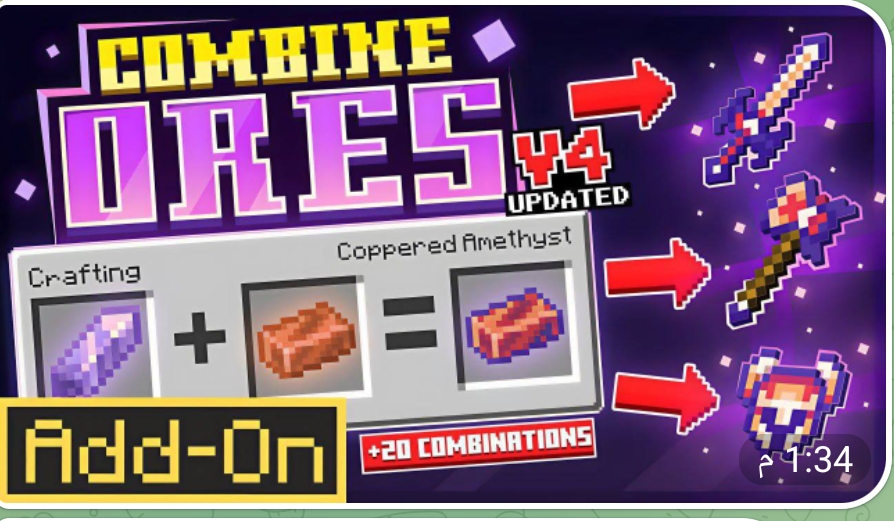 COMBINE
ORES
V4
UPDATED
Crafting
Coppered Amethyst
+
=
Add-On
+20 COMBINATIONS
1:34 م